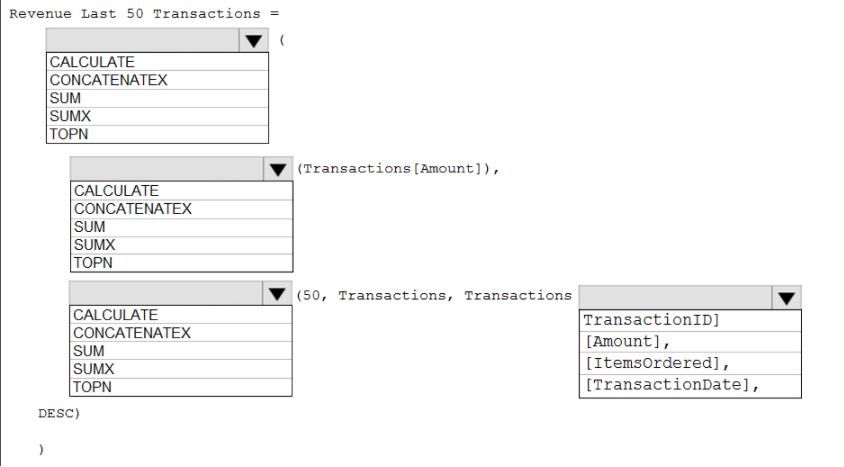 Revenue Last 50 Transactions =
(
CALCULATE
CONCATENATEX
SUM
SUMX
TOPN
(Transactions[Amount]),
CALCULATE
CONCATENATEX
SUM
SUMX
TOPN
(50, Transactions, Transactions
CALCULATE
CONCATENATEX
SUM
SUMX
TOPN
TransactionID]
[Amount],
[ItemsOrdered],
[TransactionDate],
DESC)
)